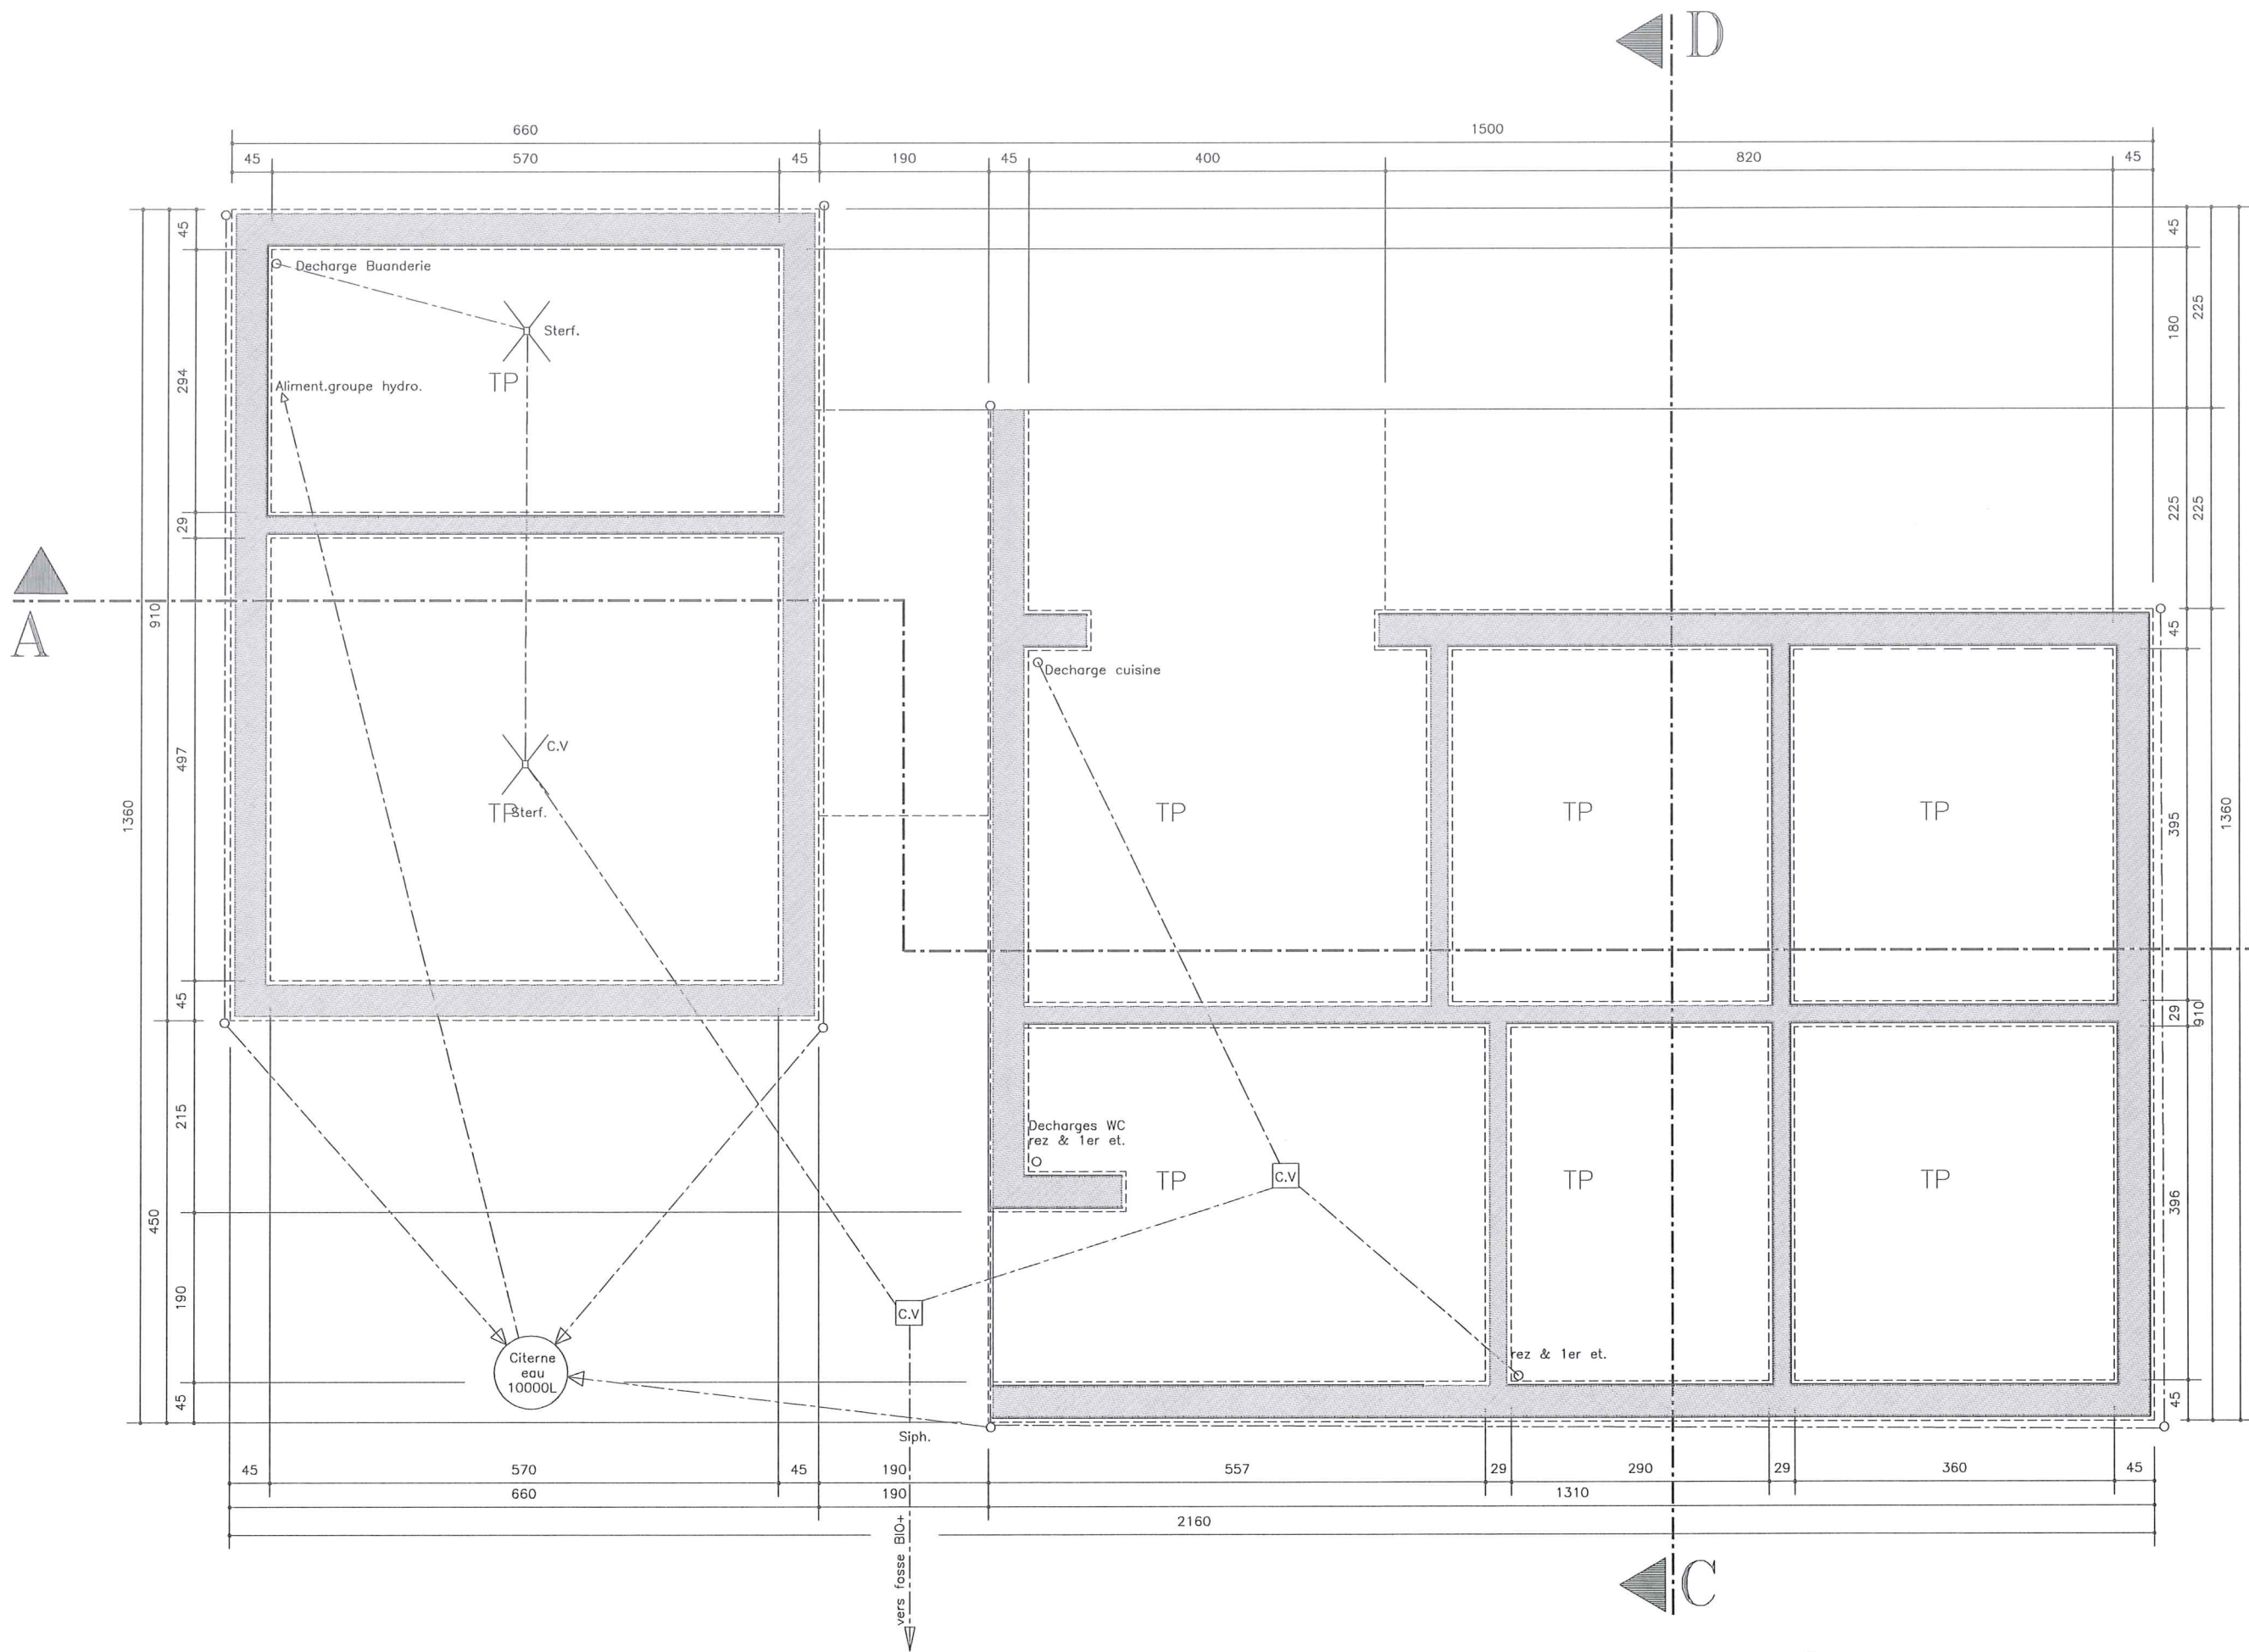 D
660
1500
45
570
45
190
45
400
820
45
45
294
29
910
497
1360
45
215
450
190
45
45
180
225
225
225
45
395
1360
29
910
396
45
Decharge Buanderie
Sterf.
TP
Aliment.groupe hydro.
A
C.V
TP
Sterf.
Decharge cuisine
TP
TP
TP
Decharges WC
rez & 1er et.
TP
TP
TP
C.V
C.V
rez & 1er et.
Citerne
eau
10000L
Siph.
45
570
45
190
557
29
290
29
360
45
660
190
1310
2160
vers fosse BIO+
C